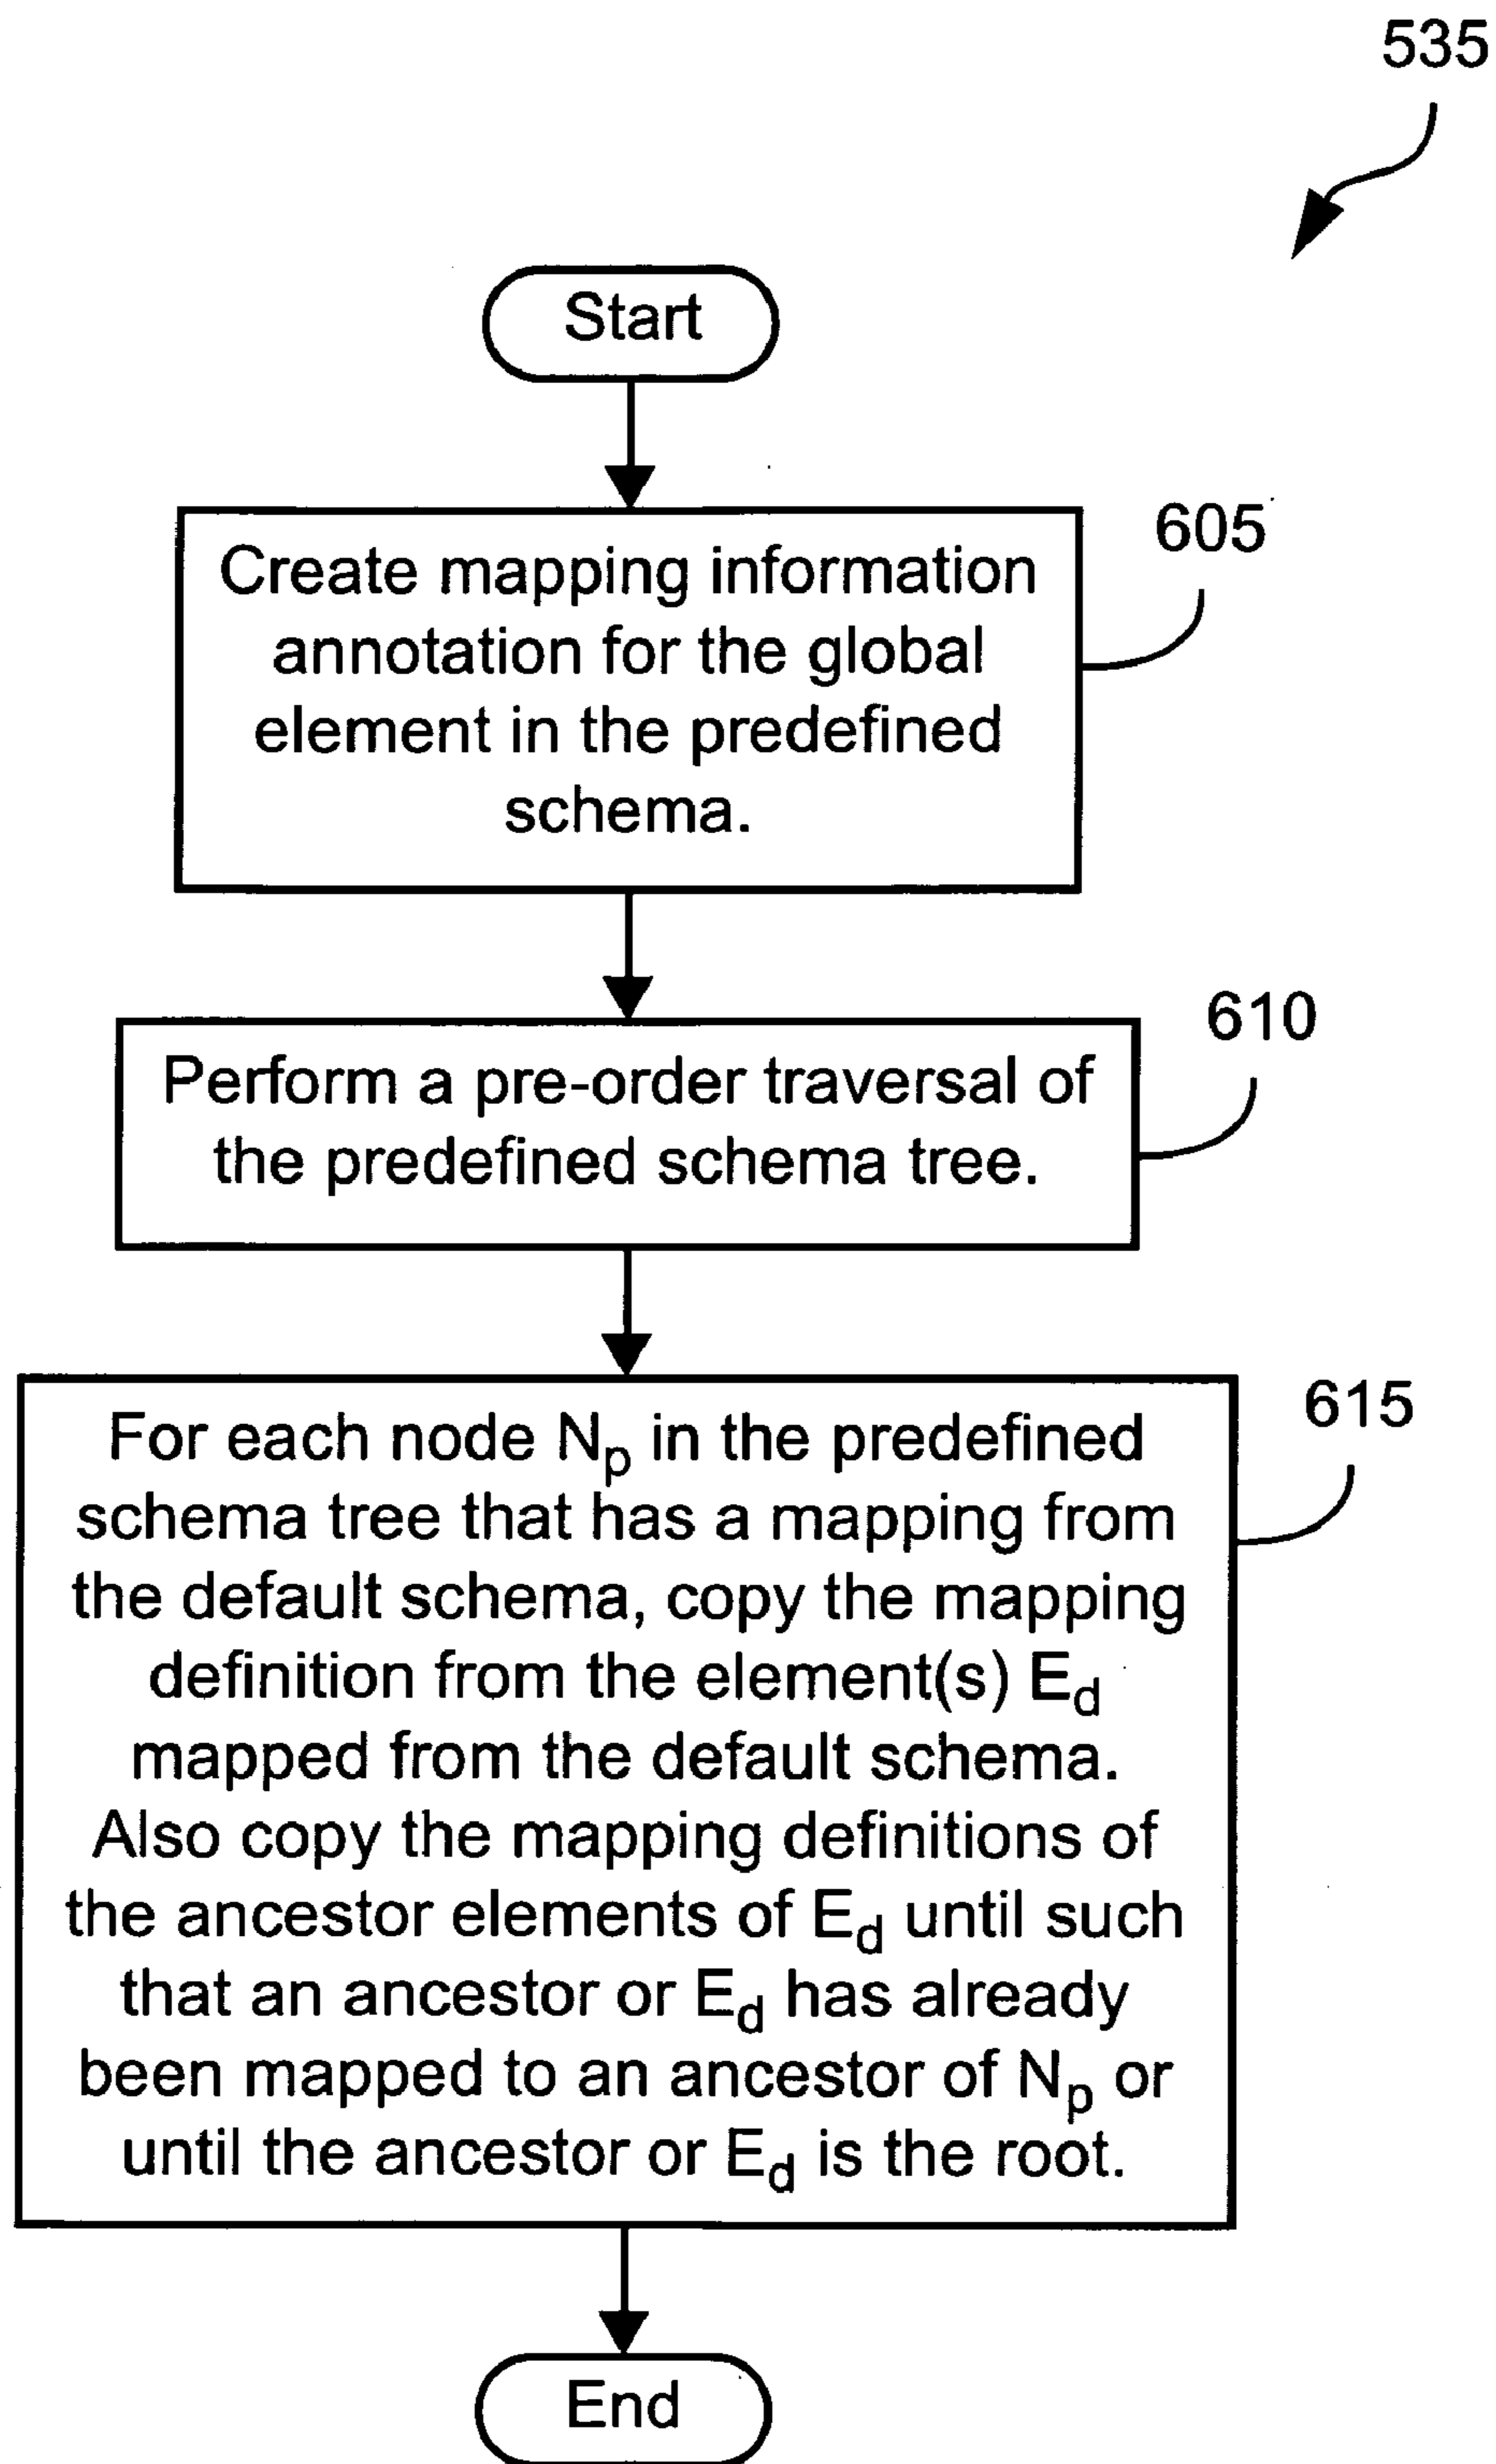 535
Start
Create mapping information
annotation for the global
element in the predefined
schema.
605
Perform a pre-order traversal of
the predefined schema tree.
610
For each node Np in the predefined
schema tree that has a mapping from
the default schema, copy the mapping
definition from the element(s) Ed
mapped from the default schema.
Also copy the mapping definitions of
the ancestor elements of Ed until such
that an ancestor or Ed has already
been mapped to an ancestor of Np or
until the ancestor or Ed is the root.
615
End